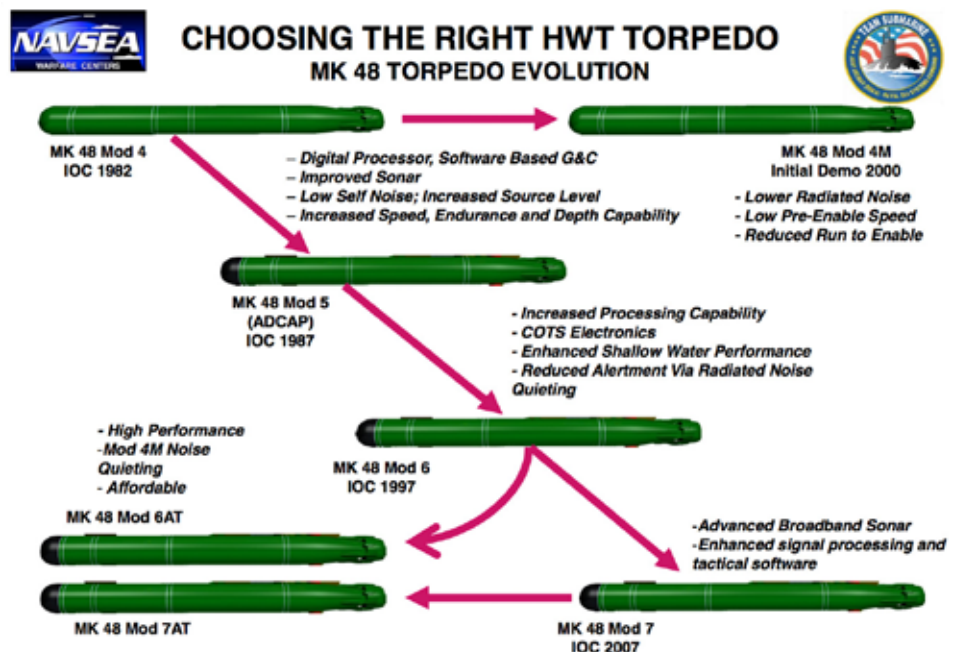 NAVSEA
WARFARE CENTERS
CHOOSING THE RIGHT HWT TORPEDO
MK 48 TORPEDO EVOLUTION
TEAM SUBMARINE
MK 48 Mod 4
IOC 1982
– Digital Processor, Software Based G&C
– Improved Sonar
– Low Self Noise; Increased Source Level
– Increased Speed, Endurance and Depth Capability
MK 48 Mod 4M
Initial Demo 2000
- Lower Radiated Noise
- Low Pre-Enable Speed
- Reduced Run to Enable
MK 48 Mod 5
(ADCAP)
IOC 1987
- Increased Processing Capability
- COTS Electronics
- Enhanced Shallow Water Performance
- Reduced Alertment Via Radiated Noise
Quieting
MK 48 Mod 6
IOC 1997
- High Performance
-Mod 4M Noise
Quieting
- Affordable
MK 48 Mod 6AT
-Advanced Broadband Sonar
-Enhanced signal processing and
tactical software
MK 48 Mod 7AT
MK 48 Mod 7
IOC 2007